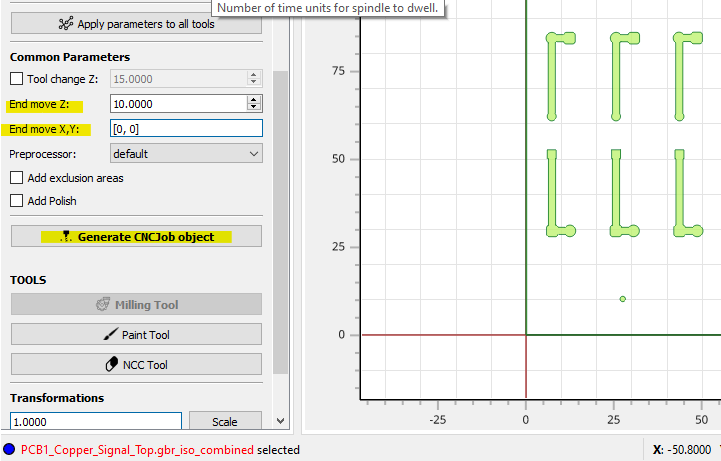 Number of time units for spindle to dwell.
Apply parameters to all tools
Common Parameters
Tool change Z: 15.0000
End move Z: 10.0000
End move X,Y: [0, 0]
Preprocessor: default
Add exclusion areas
Add Polish
Generate CNCJob object
TOOLS
Milling Tool
Paint Tool
NCC Tool
Transformations
1.0000 Scale
75
50
25
0
-25 0 25 50
PCB1_Copper_Signal_Top.gbr_iso_combined selected
X: -50.8000